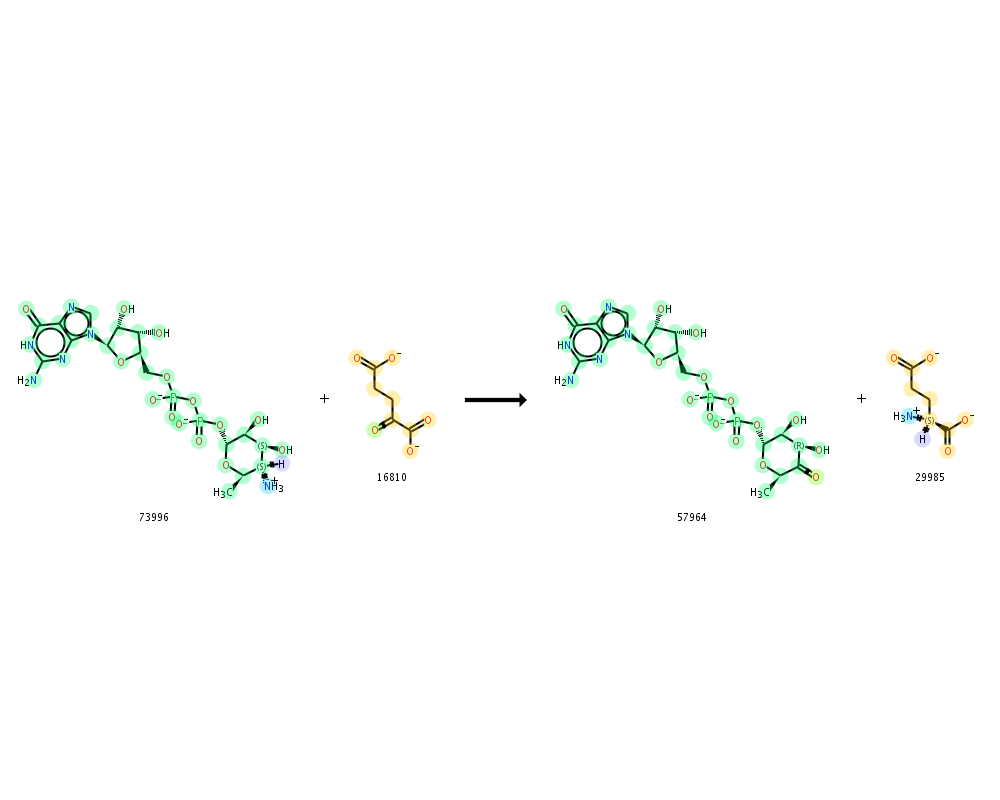 O N OH
N OH
HN N
H₂N N O O
O⁻ P O
O O⁻ P O OH
O (S) OH
O (S) H
H₃C NH₃⁺
73996
+
O O⁻
O O
O⁻
16810
O N OH
N OH
HN N
H₂N N O O
O⁻ P O
O O⁻ P O OH
O (R) OH
O
H₃C O
57964
+
O O⁻
H₃N⁺ (S) O⁻
H O
29985